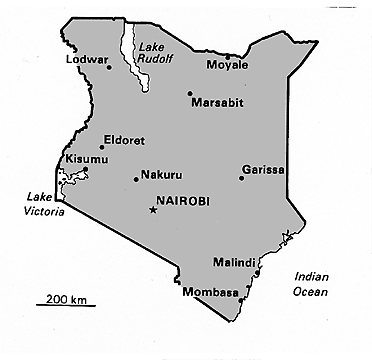 Lake
Rudolf
Lodwar
Moyale
Marsabit
Eldoret
Kisumu
Nakuru
Garissa
Lake
Victoria
NAIROBI
Malindi
Indian
Ocean
Mombasa
200 km